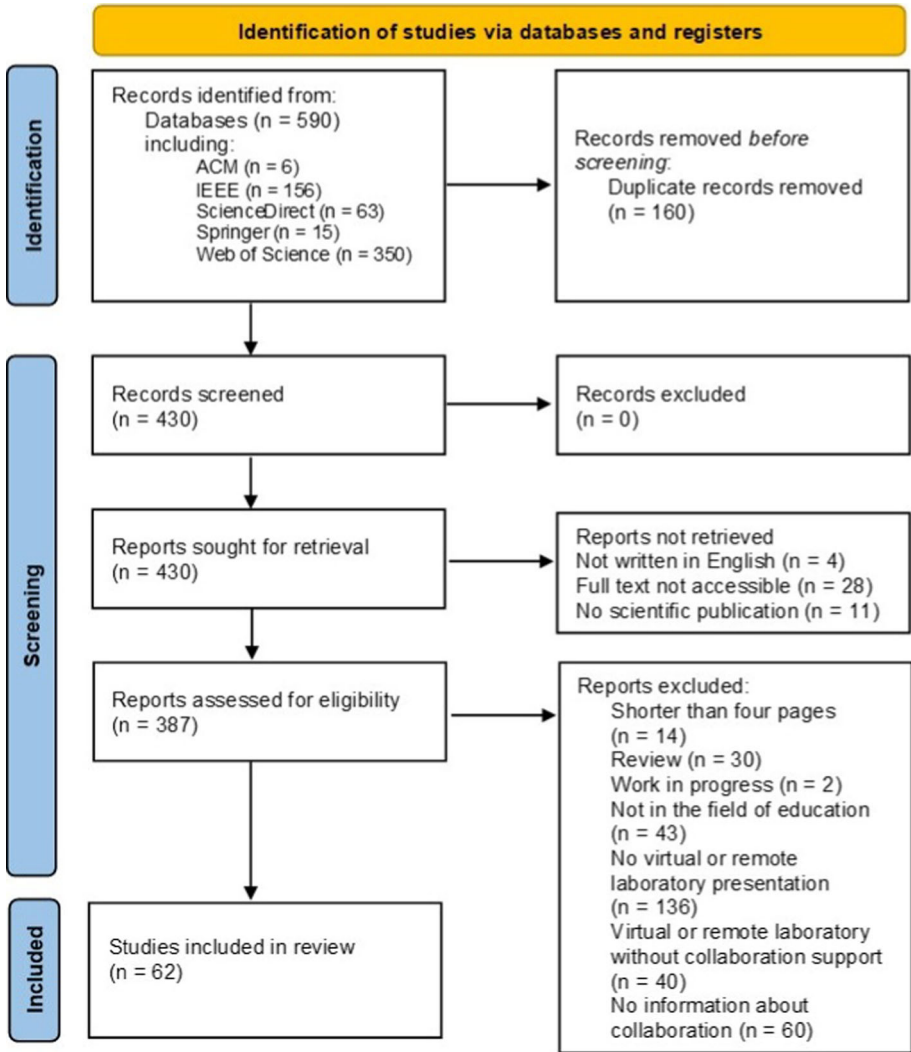 Identification of studies via databases and registers
Identification
Records identified from:
Databases (n = 590)
including:
ACM (n = 6)
IEEE (n = 156)
ScienceDirect (n = 63)
Springer (n = 15)
Web of Science (n = 350)
Records removed before
screening:
Duplicate records removed
(n = 160)
Screening
Records screened
(n = 430)
Records excluded
(n = 0)
Reports sought for retrieval
(n = 430)
Reports not retrieved
Not written in English (n = 4)
Full text not accessible (n = 28)
No scientific publication (n = 11)
Reports assessed for eligibility
(n = 387)
Reports excluded:
Shorter than four pages
(n = 14)
Review (n = 30)
Work in progress (n = 2)
Not in the field of education
(n = 43)
No virtual or remote
laboratory presentation
(n = 136)
Virtual or remote laboratory
without collaboration support
(n = 40)
No information about
collaboration (n = 60)
Included
Studies included in review
(n = 62)